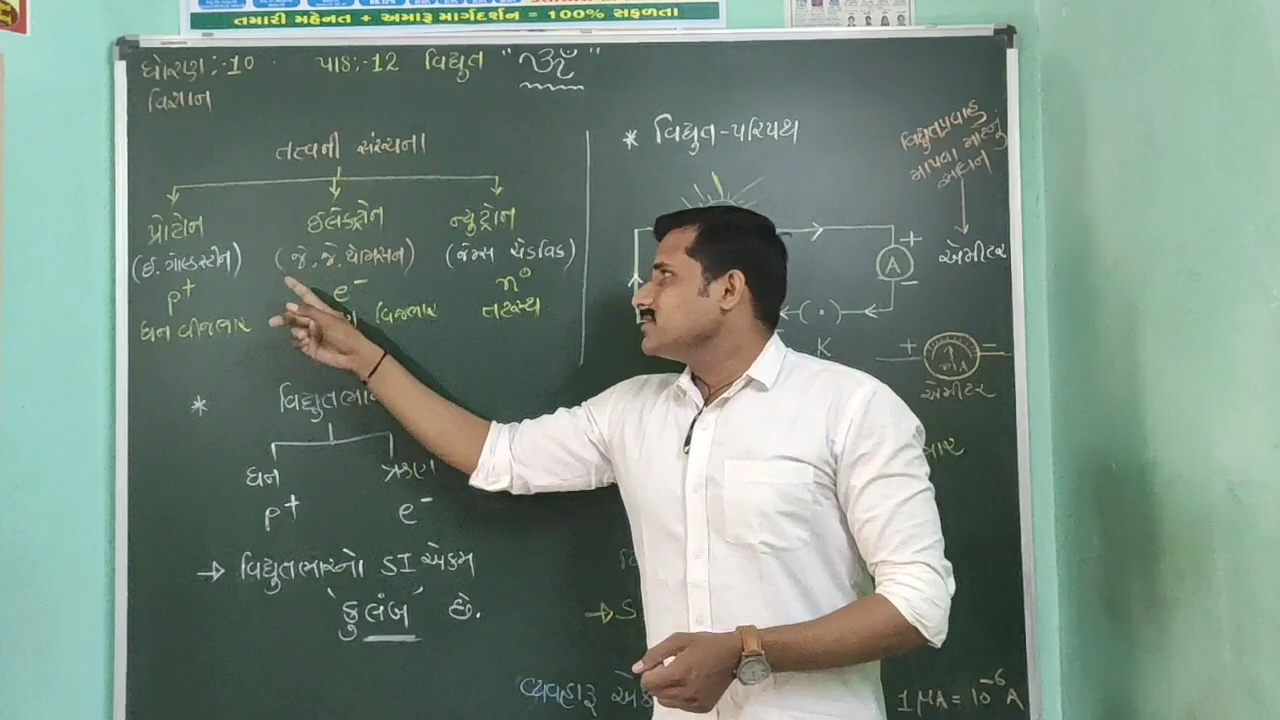 તમારી મહેનત + અમારૂ માર્ગદર્શન = 100% સફળતા
ધોરણ :- 10 પાઠ :- 12 વિદ્યુત "ૐ"
વિજ્ઞાન
તત્વની સંરચના
પ્રોટોન ઈલેક્ટ્રોન ન્યુટ્રોન
(ઈ. ગોલ્ડસ્ટીન) (જે. જે. થોમસન) (જેમ્સ ચેડવિક)
p+ e− n⁰
ધન વીજભાર વિજભાર તટસ્થ
* વિદ્યુતભાર
ધન ઋણ
p+ e−
→ વિદ્યુતભારનો SI એકમ
'કુલંબ' છે.
* વિદ્યુત-પરિપથ
+
A
−
(·)
K
વિદ્યુતપ્રવાહ
માપવા માટેનું
સાધન
એમીટર
+ mA −
એમીટર
→ S
વ્યવહારૂ
1 μA = 10⁻⁶ A